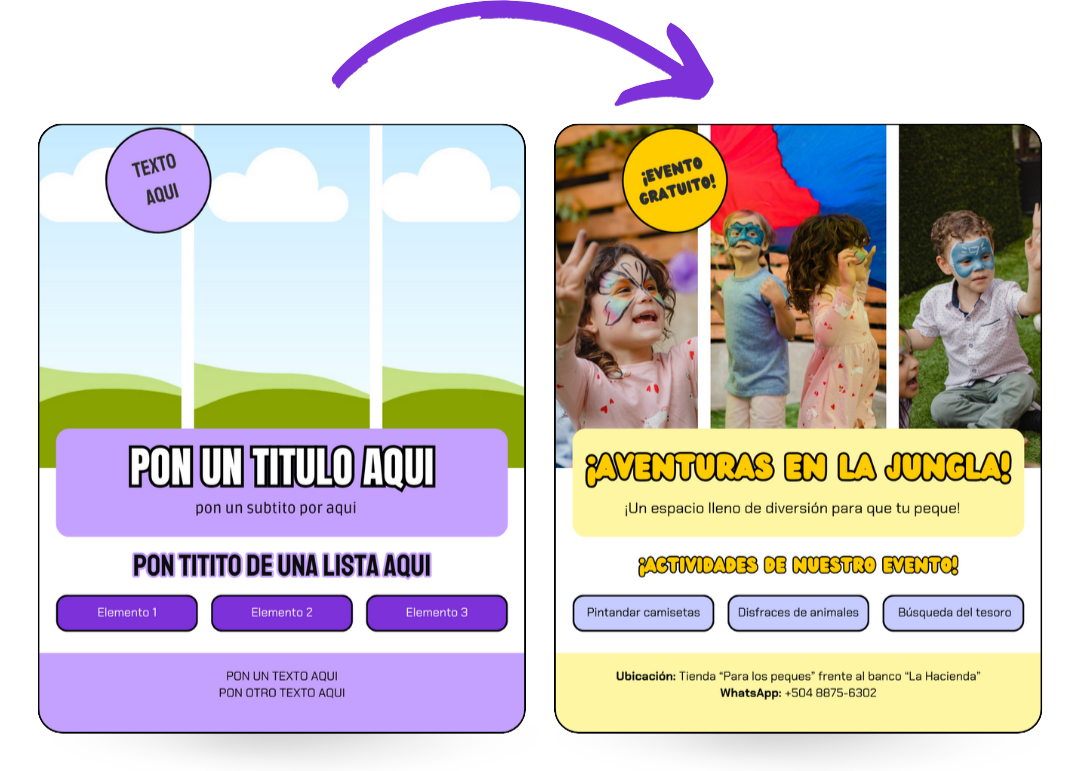 TEXTO
AQUI
PON UN TITULO AQUI
pon un subtito por aqui
PON TITITO DE UNA LISTA AQUI
Elemento 1
Elemento 2
Elemento 3
PON UN TEXTO AQUI
PON OTRO TEXTO AQUI
¡EVENTO
GRATUITO!
¡AVENTURAS EN LA JUNGLA!
¡Un espacio lleno de diversión para que tu peque!
¡ACTIVIDADES DE NUESTRO EVENTO!
Pintandar camisetas
Disfraces de animales
Búsqueda del tesoro
Ubicación: Tienda “Para los peques” frente al banco “La Hacienda”
WhatsApp: +504 8875-6302